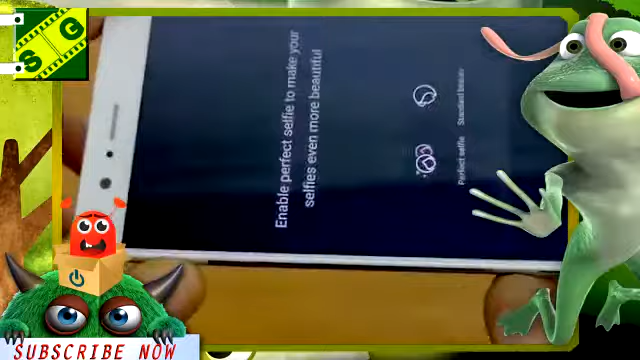 S G
Enable perfect selfie to make your
selfies even more beautiful
Perfect selfie
Standard beauty
SUBSCRIBE NOW